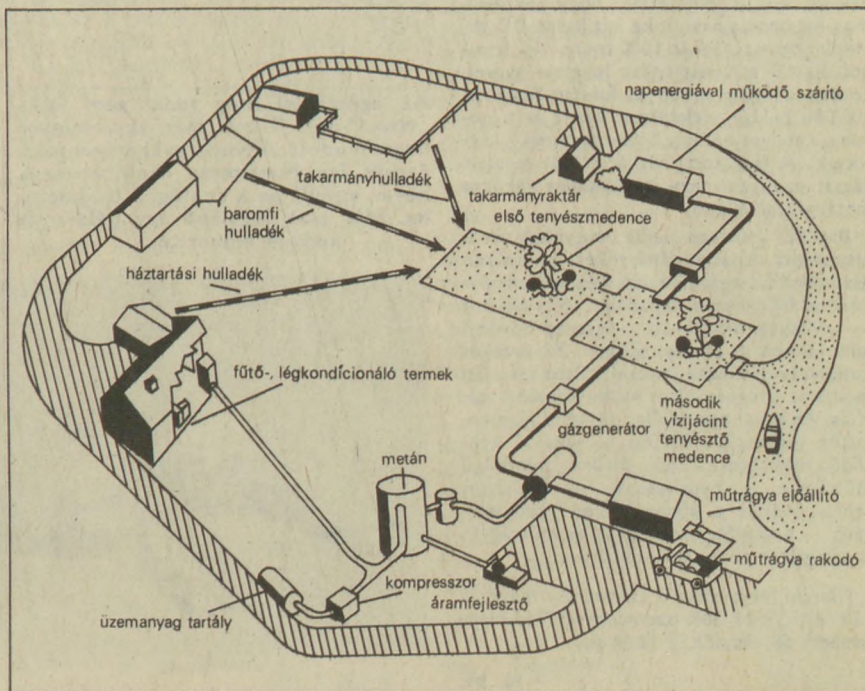 napenergiával működő szárító
takarmányhulladék
takarmányraktár
első tenyészmedence
baromfi
hulladék
háztartási hulladék
fűtő-, légkondícionáló termek
gázgenerátor
második
vízijácint
tenyésztő
medence
metán
műtrágya előállító
műtrágya rakodó
kompresszor
áramfejlesztő
üzemanyag tartály